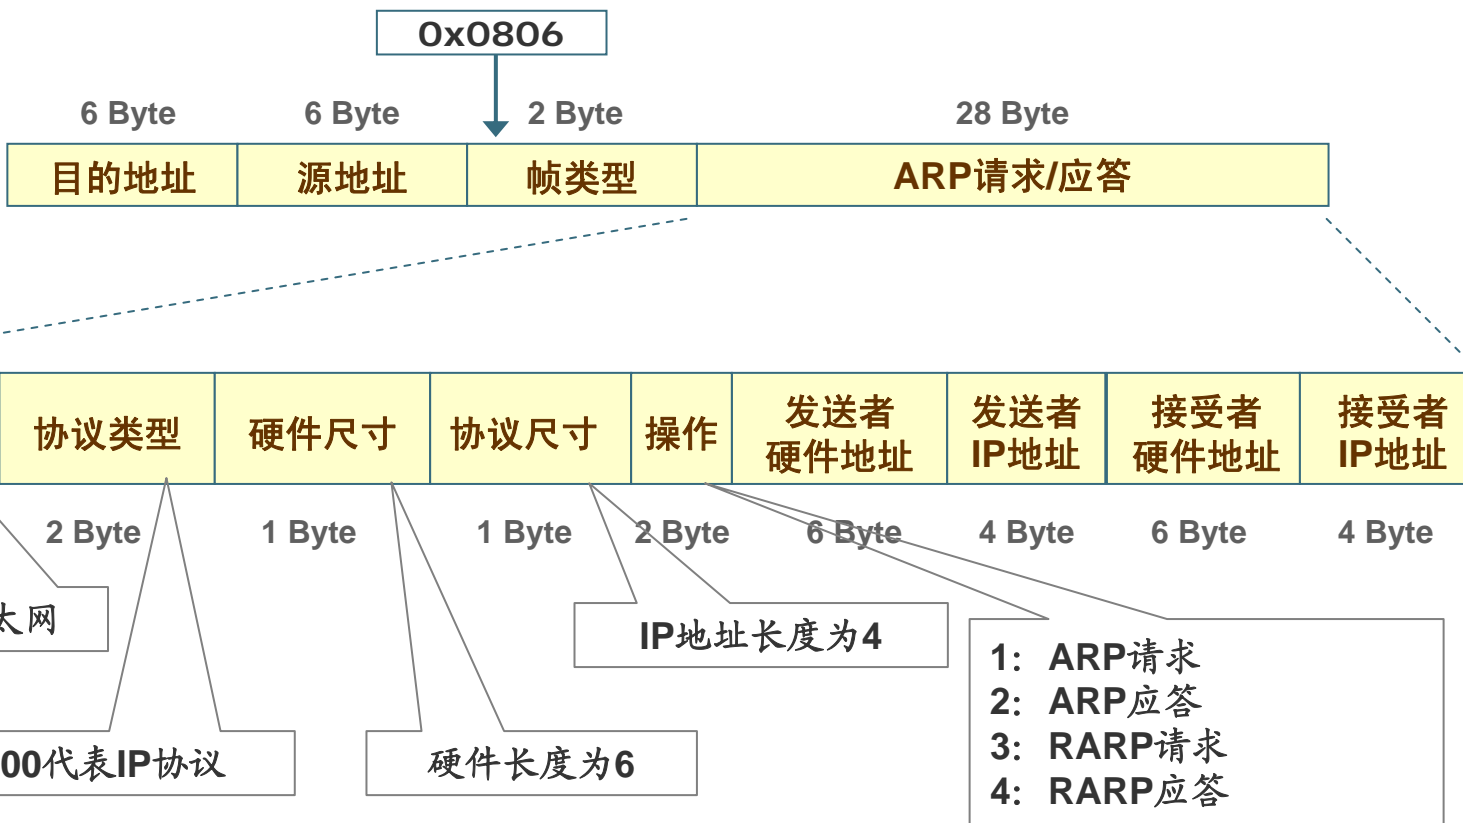 0x0806
6 Byte 6 Byte 2 Byte 28 Byte
目的地址 源地址 帧类型 ARP请求/应答
协议类型 硬件尺寸 协议尺寸 操作 发送者 发送者 接受者 接受者
硬件地址 IP地址 硬件地址 IP地址
2 Byte 1 Byte 1 Byte 2 Byte 6 Byte 4 Byte 6 Byte 4 Byte
太网
IP地址长度为4
1: ARP请求
2: ARP应答
3: RARP请求
4: RARP应答
00代表IP协议
硬件长度为6